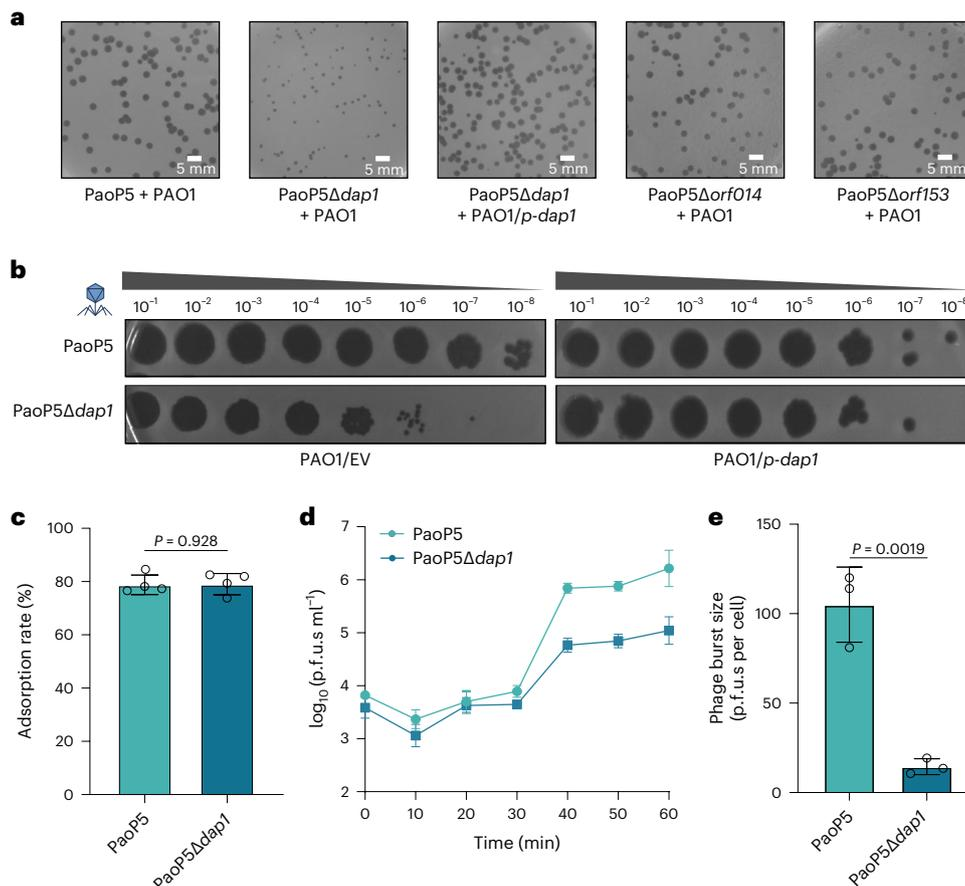 a
5 mm
5 mm
5 mm
5 mm
5 mm
PaoP5 + PAO1
PaoP5Δdap1
+ PAO1
PaoP5Δdap1
+ PAO1/p-dap1
PaoP5Δorf014
+ PAO1
PaoP5Δorf153
+ PAO1
b
10⁻¹ 10⁻² 10⁻³ 10⁻⁴ 10⁻⁵ 10⁻⁶ 10⁻⁷ 10⁻⁸
10⁻¹ 10⁻² 10⁻³ 10⁻⁴ 10⁻⁵ 10⁻⁶ 10⁻⁷ 10⁻⁸
PaoP5
PaoP5Δdap1
PAO1/EV
PAO1/p-dap1
c
100
80
60
40
20
0
Adsorption rate (%)
P = 0.928
PaoP5
PaoP5Δdap1
d
PaoP5
PaoP5Δdap1
7
6
5
4
3
2
log₁₀ (p.f.u.s ml⁻¹)
0 10 20 30 40 50 60
Time (min)
e
150
100
50
0
Phage burst size
(p.f.u.s per cell)
P = 0.0019
PaoP5
PaoP5Δdap1